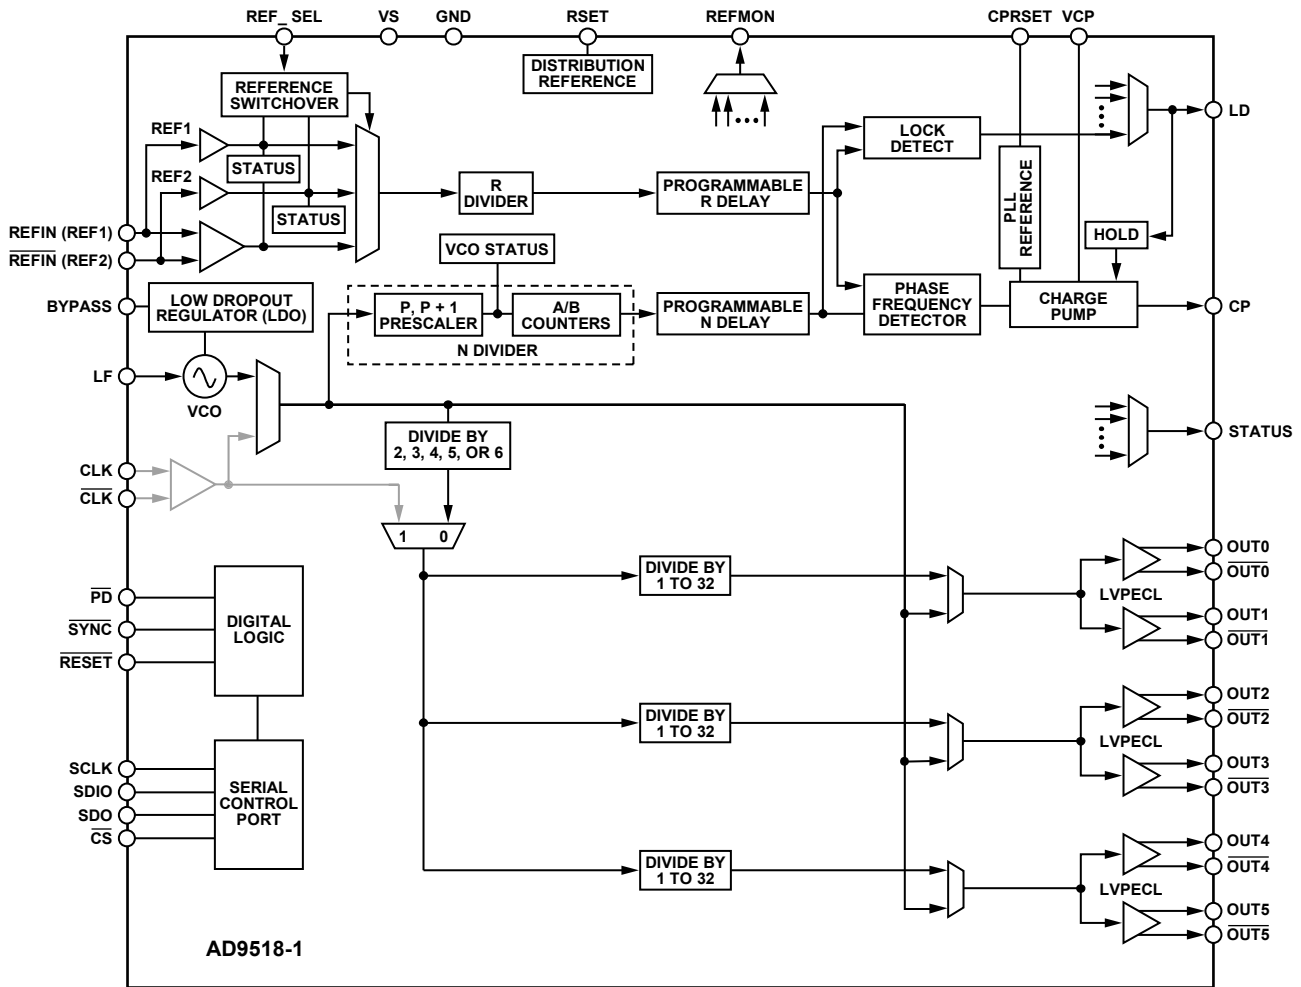 REF_ SEL
VS
GND
RSET
REFMON
CPRSET
VCP
DISTRIBUTION
REFERENCE
REFERENCE
SWITCHOVER
REF1
STATUS
REF2
STATUS
R
DIVIDER
PROGRAMMABLE
R DELAY
LOCK
DETECT
PLL
REFERENCE
HOLD
LD
REFIN (REF1)
REFIN (REF2)
BYPASS
LOW DROPOUT
REGULATOR (LDO)
VCO STATUS
P, P + 1
PRESCALER
A/B
COUNTERS
N DIVIDER
PROGRAMMABLE
N DELAY
PHASE
FREQUENCY
DETECTOR
CHARGE
PUMP
CP
LF
VCO
DIVIDE BY
2, 3, 4, 5, OR 6
STATUS
CLK
CLK
1 0
DIVIDE BY
1 TO 32
LVPECL
OUT0
OUT0
OUT1
OUT1
PD
SYNC
RESET
DIGITAL
LOGIC
DIVIDE BY
1 TO 32
LVPECL
OUT2
OUT2
OUT3
OUT3
SCLK
SDIO
SDO
CS
SERIAL
CONTROL
PORT
DIVIDE BY
1 TO 32
LVPECL
OUT4
OUT4
OUT5
OUT5
AD9518-1